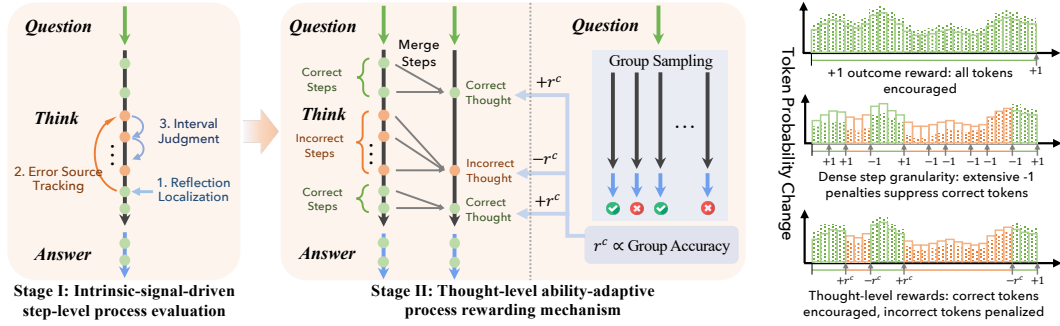 Question
Think
3. Interval
Judgment
2. Error Source
Tracking
1. Reflection
Localization
Answer
Stage I: Intrinsic-signal-driven
step-level process evaluation
Question
Merge
Steps
Correct
Steps
Correct
Thought
Think
Incorrect
Steps
Incorrect
Thought
Correct
Steps
Correct
Thought
Answer
+r^c
−r^c
+r^c
Group Sampling
...
r^c ∝ Group Accuracy
Stage II: Thought-level ability-adaptive
process rewarding mechanism
Token Probability Change
+1
+1 outcome reward: all tokens
encouraged
+1 +1 −1 +1 −1 −1 −1 −1 +1
Dense step granularity: extensive -1
penalties suppress correct tokens
+r^c −r^c +r^c −r^c +1
Thought-level rewards: correct tokens
encouraged, incorrect tokens penalized